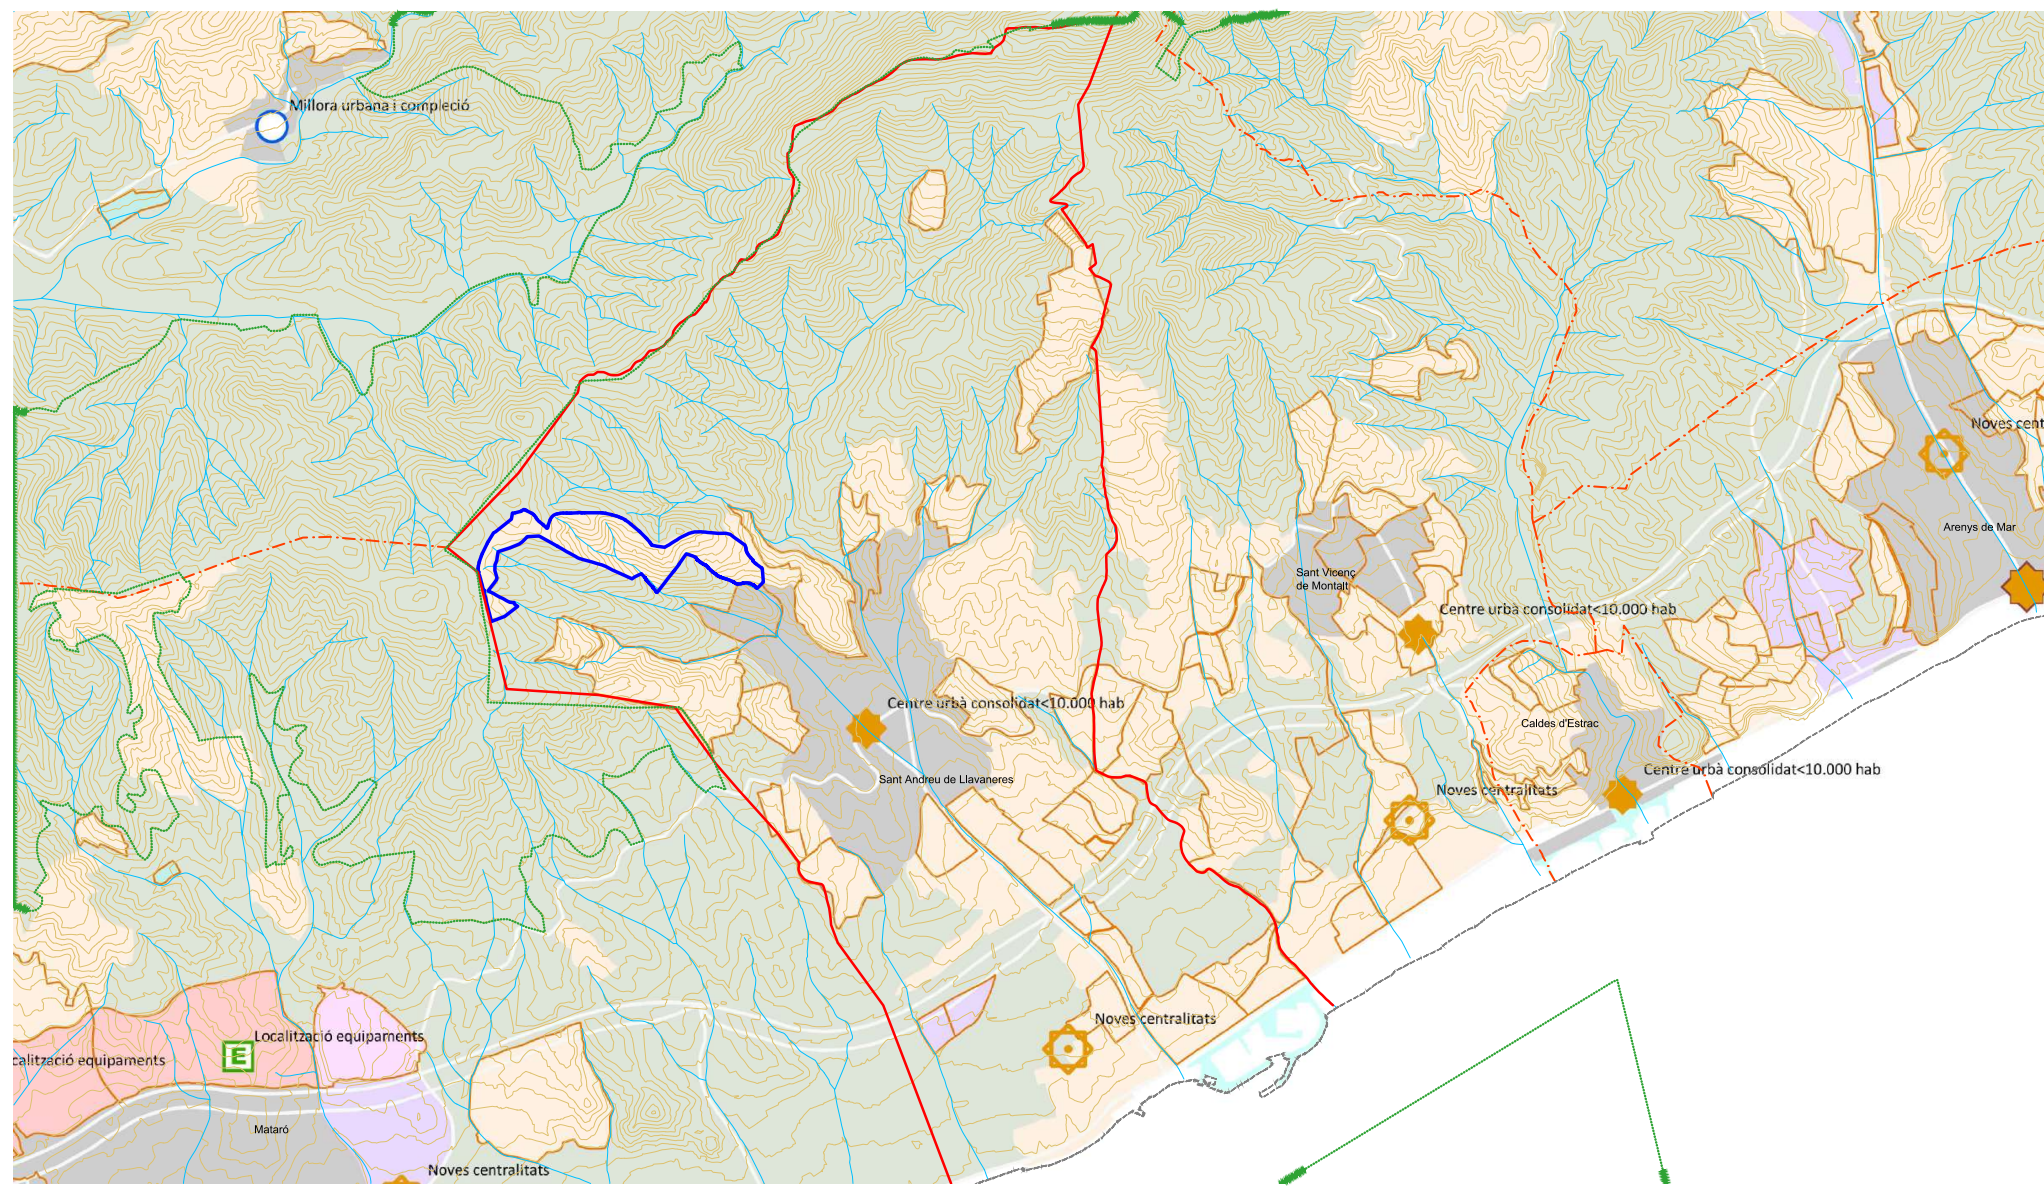 Millora urbana i compleció
Noves cent
Arenys de Mar
Sant Vicenç
de Montalt
Centre urbà consolidat<10.000 hab
Centre urbà consolidat<10.000 hab
Caldes d'Estrac
Sant Andreu de Llavaneres
Centre urbà consolidat<10.000 hab
Noves centralitats
Noves centralitats
Localització equipaments
calització equipaments
E
Mataró
Noves centralitats